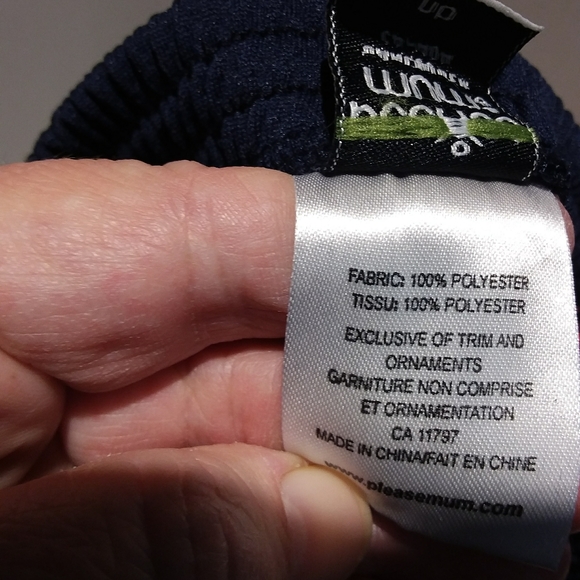 FABRIC: 100% POLYESTER
TISSU: 100% POLYESTER
EXCLUSIVE OF TRIM AND
ORNAMENTS
GARNITURE NON COMPRISE
ET ORNAMENTATION
CA 11797
MADE IN CHINA/FAIT EN CHINE
www.pleasemum.com